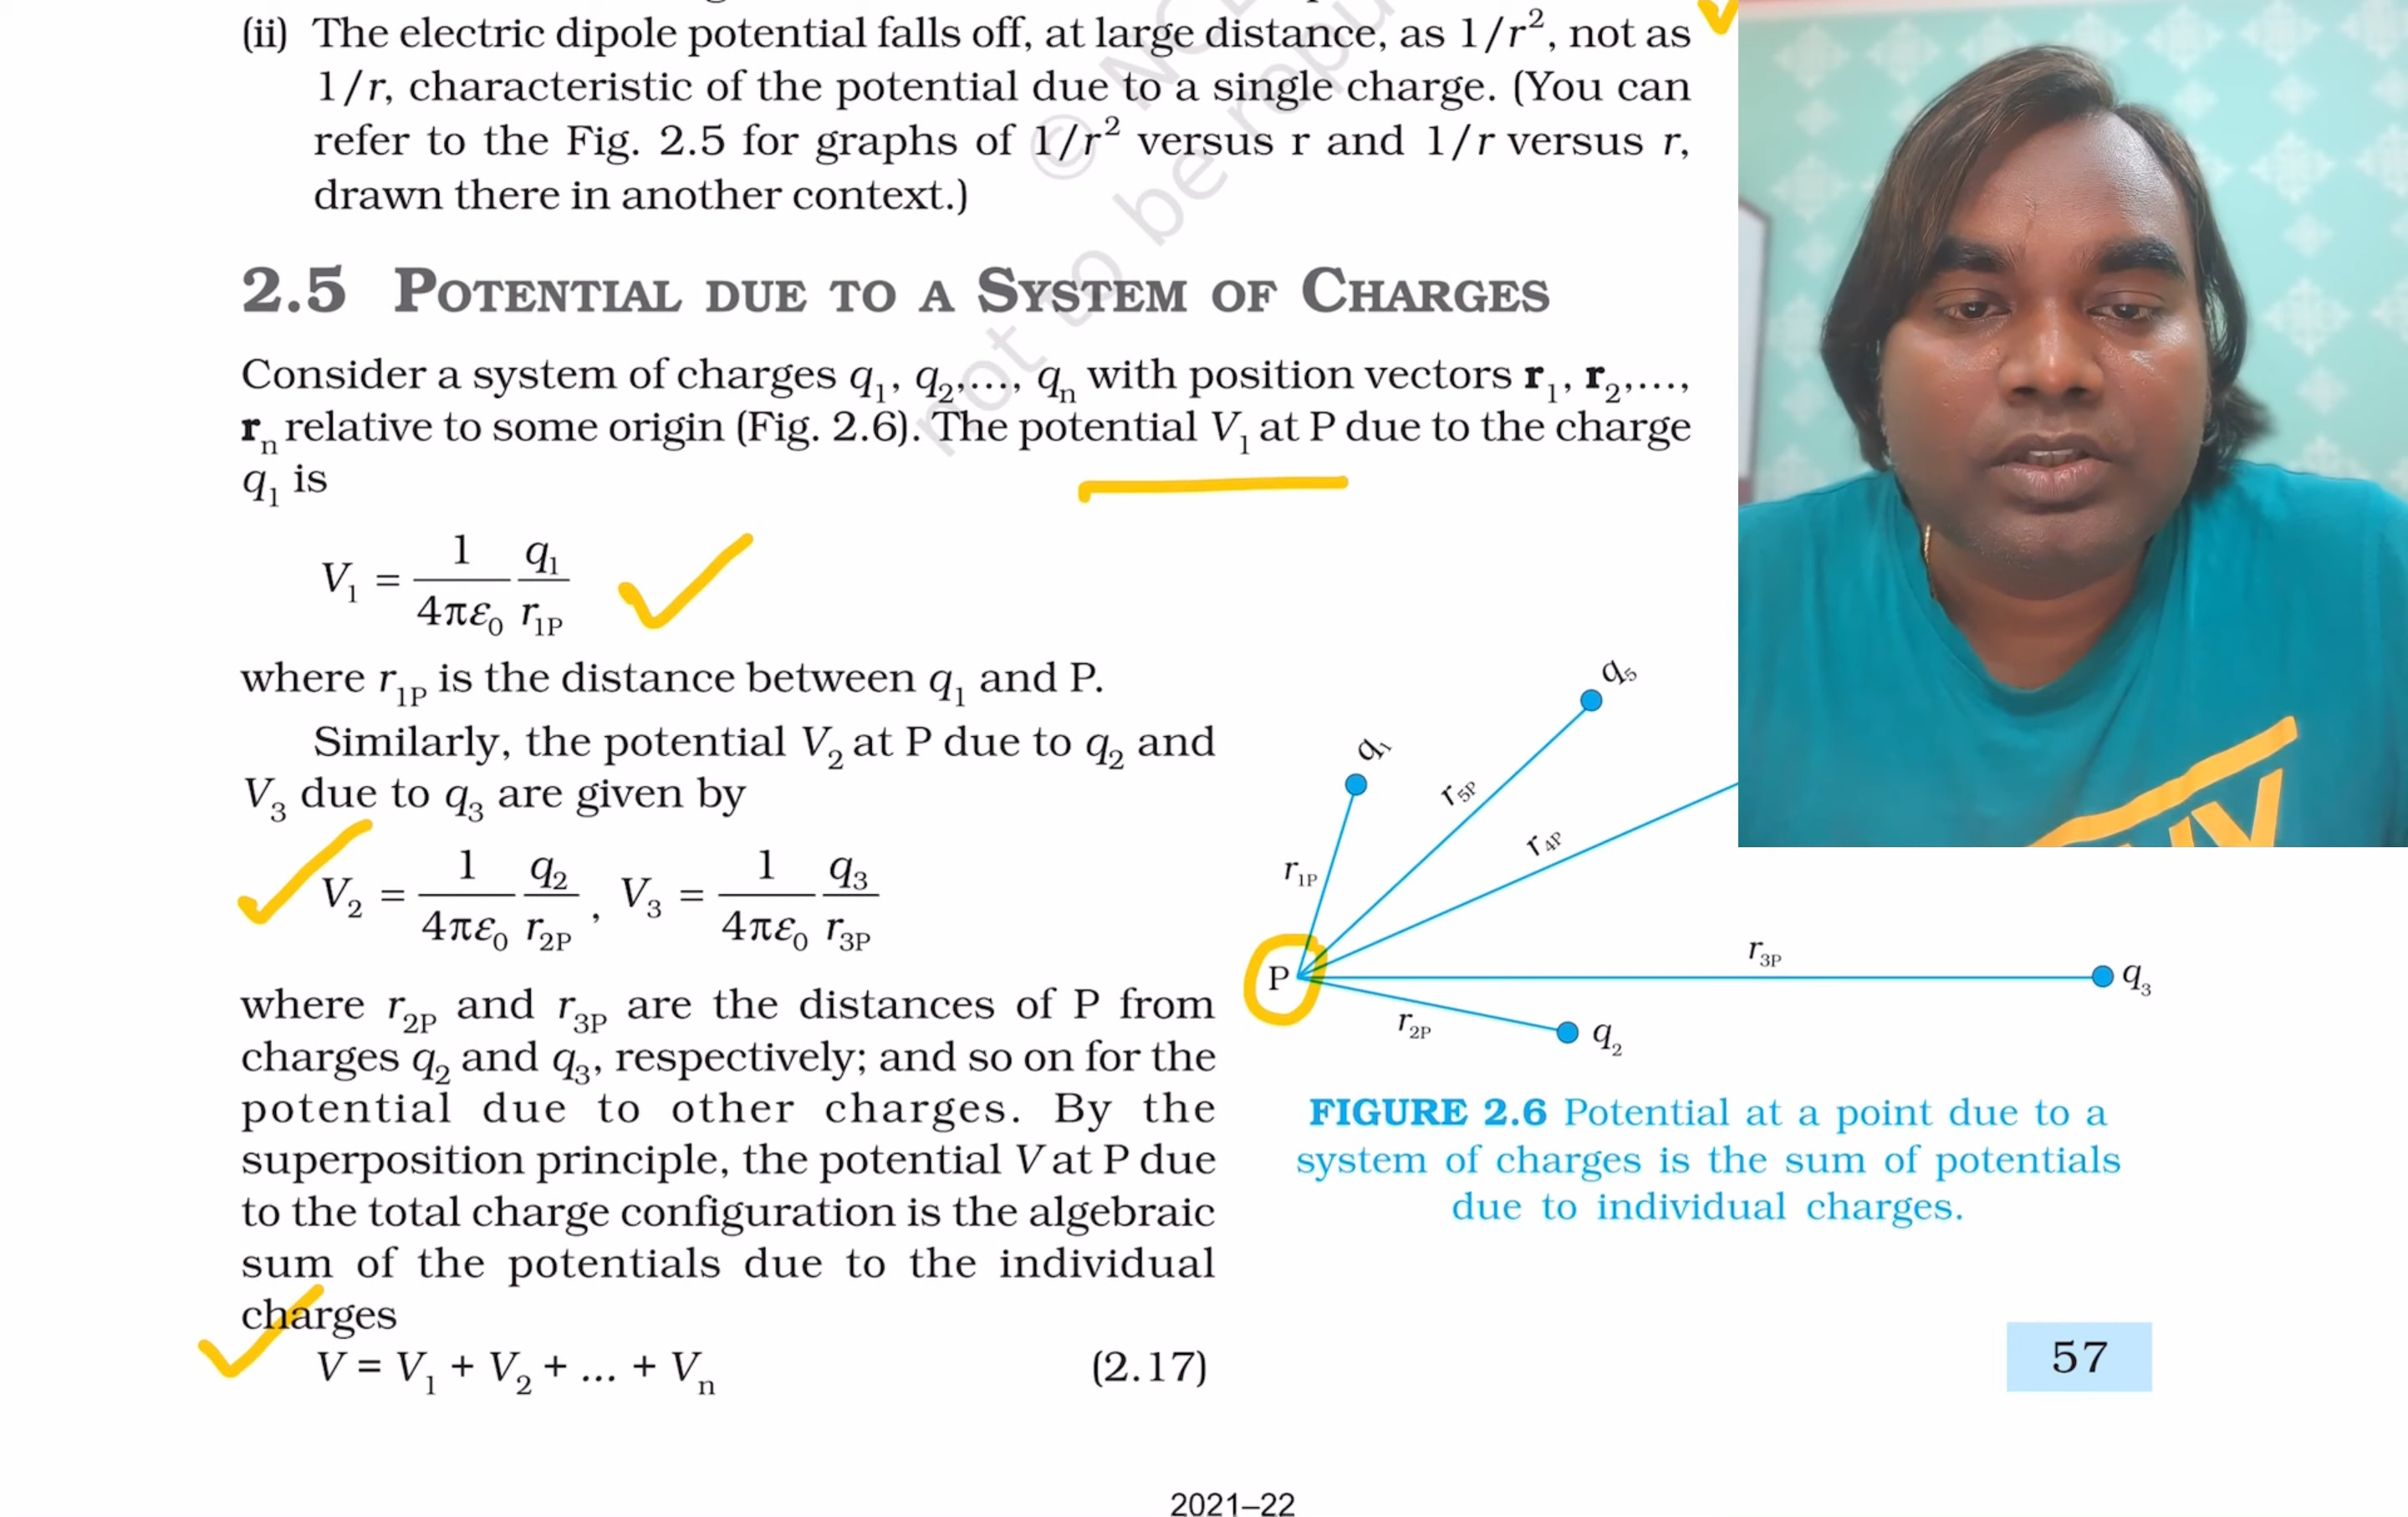 (ii) The electric dipole potential falls off, at large distance, as 1/r², not as
1/r, characteristic of the potential due to a single charge. (You can
refer to the Fig. 2.5 for graphs of 1/r² versus r and 1/r versus r,
drawn there in another context.)
2.5 POTENTIAL DUE TO A SYSTEM OF CHARGES
Consider a system of charges q₁, q₂,..., qₙ with position vectors r₁, r₂,...,
rₙ relative to some origin (Fig. 2.6). The potential V₁ at P due to the charge
q₁ is
V₁ = 1/4πε₀ q₁/r₁P
where r₁P is the distance between q₁ and P.
Similarly, the potential V₂ at P due to q₂ and
V₃ due to q₃ are given by
V₂ = 1/4πε₀ q₂/r₂P , V₃ = 1/4πε₀ q₃/r₃P
where r₂P and r₃P are the distances of P from
charges q₂ and q₃, respectively; and so on for the
potential due to other charges. By the
superposition principle, the potential V at P due
to the total charge configuration is the algebraic
sum of the potentials due to the individual
charges
V = V₁ + V₂ + ... + Vₙ (2.17)
q₅
q₁
r₅P
r₄P
r₁P
P
r₃P
q₃
r₂P
q₂
FIGURE 2.6 Potential at a point due to a
system of charges is the sum of potentials
due to individual charges.
57
2021–22
not to be